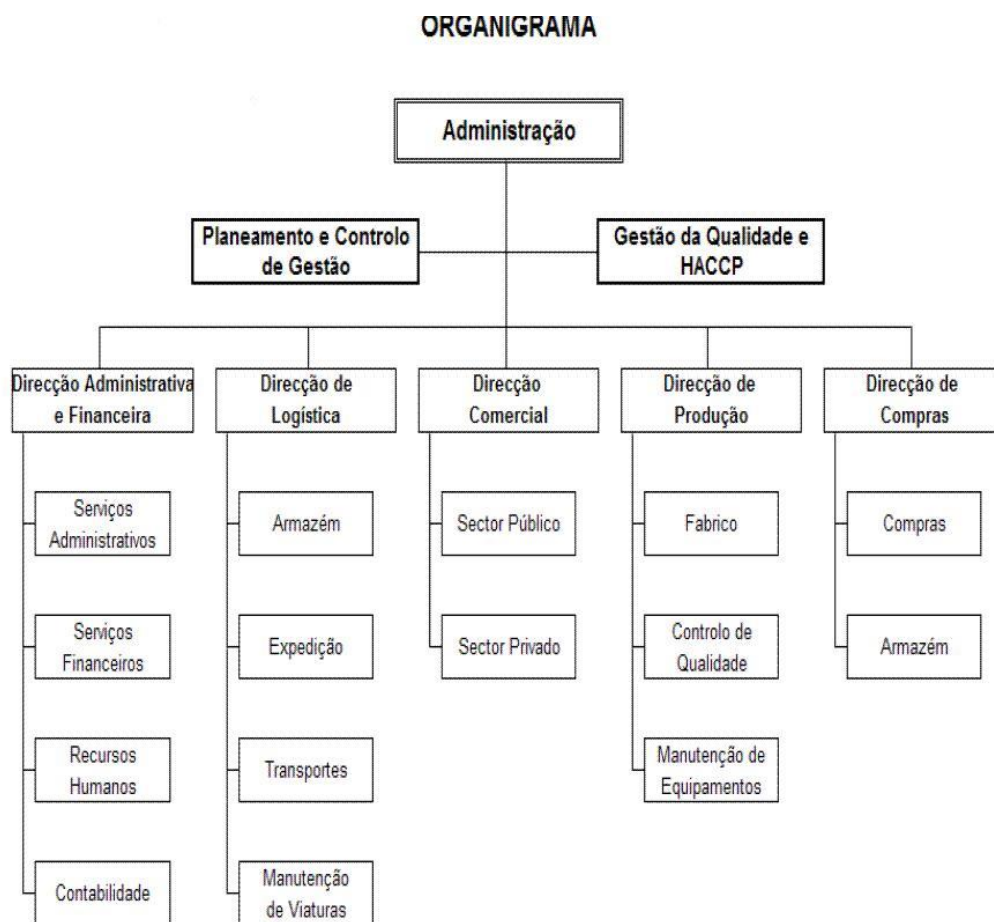 ORGANIGRAMA
Administração
Planeamento e Controlo
de Gestão
Gestão da Qualidade e
HACCP
Direcção Administrativa
e Financeira
Direcção de
Logística
Direcção
Comercial
Direcção de
Produção
Direcção de
Compras
Serviços
Administrativos
Armazém
Sector Público
Fabrico
Compras
Serviços
Financeiros
Expedição
Sector Privado
Controlo de
Qualidade
Armazém
Recursos
Humanos
Transportes
Manutenção de
Equipamentos
Contabilidade
Manutenção
de Viaturas